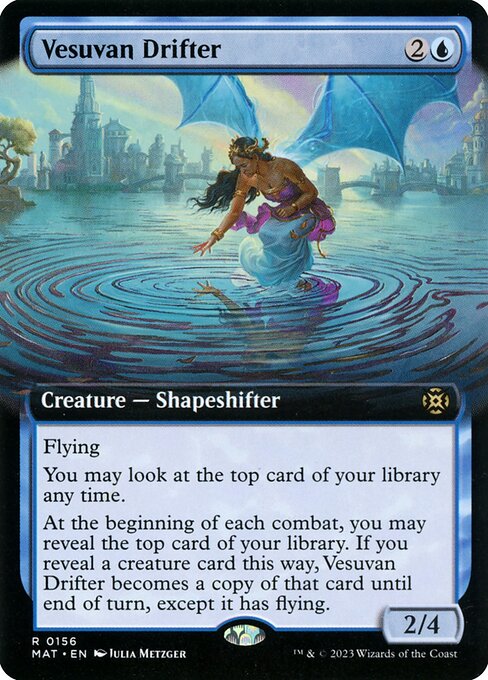 Vesuvan Drifter 2
Creature — Shapeshifter
Flying
You may look at the top card of your library
any time.
At the beginning of each combat, you may
reveal the top card of your library. If you
reveal a creature card this way, Vesuvan
Drifter becomes a copy of that card until
end of turn, except it has flying.
2/4
R 0156
MAT • EN Julia Metzger
™ & © 2023 Wizards of the Coast